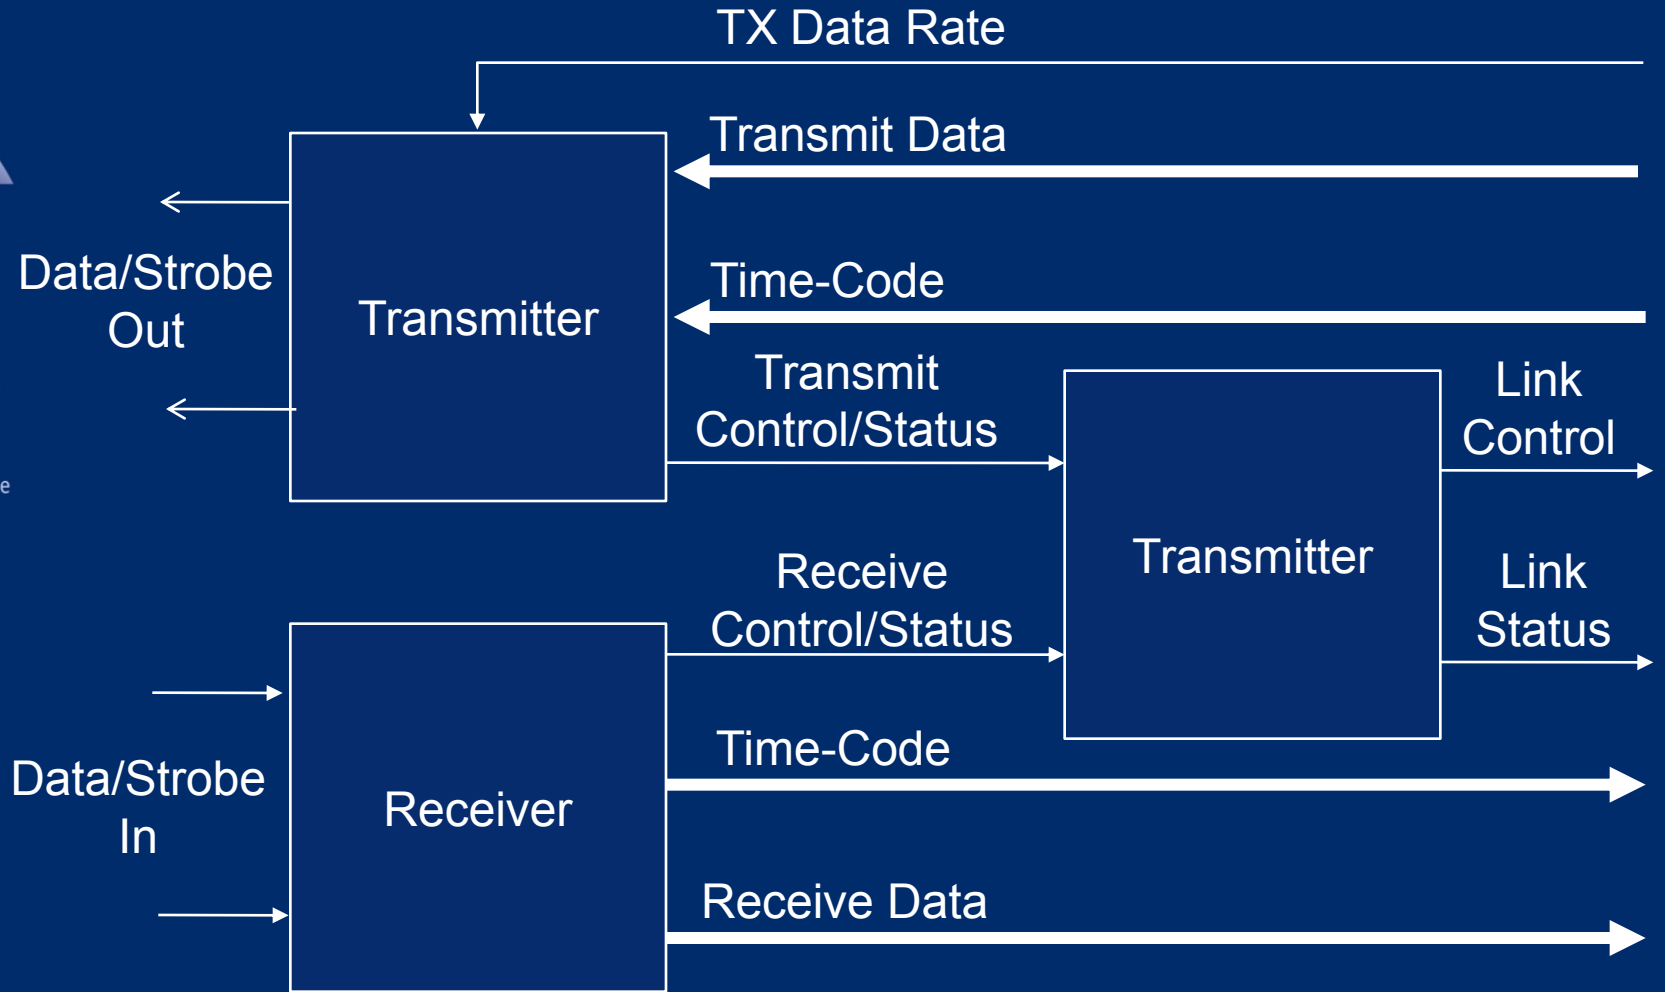 TX Data Rate
Transmit Data
Data/Strobe
Out
Transmitter
Time-Code
Transmit
Control/Status
Link
Control
e
Transmitter
Receive
Control/Status
Link
Status
Data/Strobe
In
Receiver
Time-Code
Receive Data